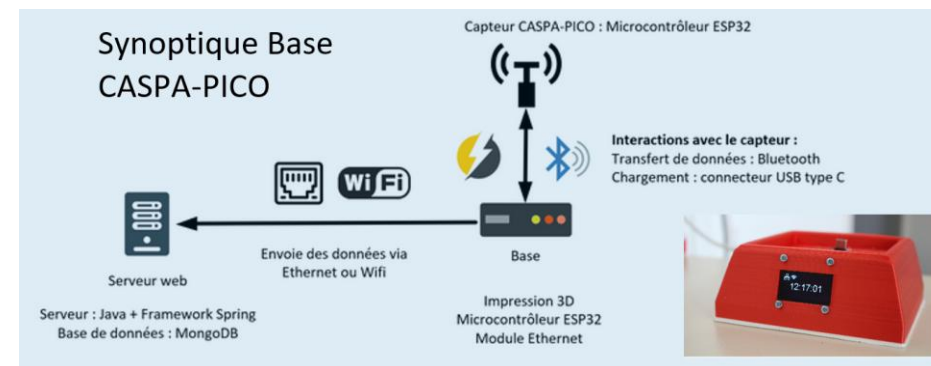 Synoptique Base
CASPA-PICO
Capteur CASPA-PICO : Microcontrôleur ESP32
Interactions avec le capteur :
Transfert de données : Bluetooth
Chargement : connecteur USB type C
WiFi
Envoie des données via
Ethernet ou Wifi
Serveur web
Serveur : Java + Framework Spring
Base de données : MongoDB
Base
Impression 3D
Microcontrôleur ESP32
Module Ethernet
12:17:01